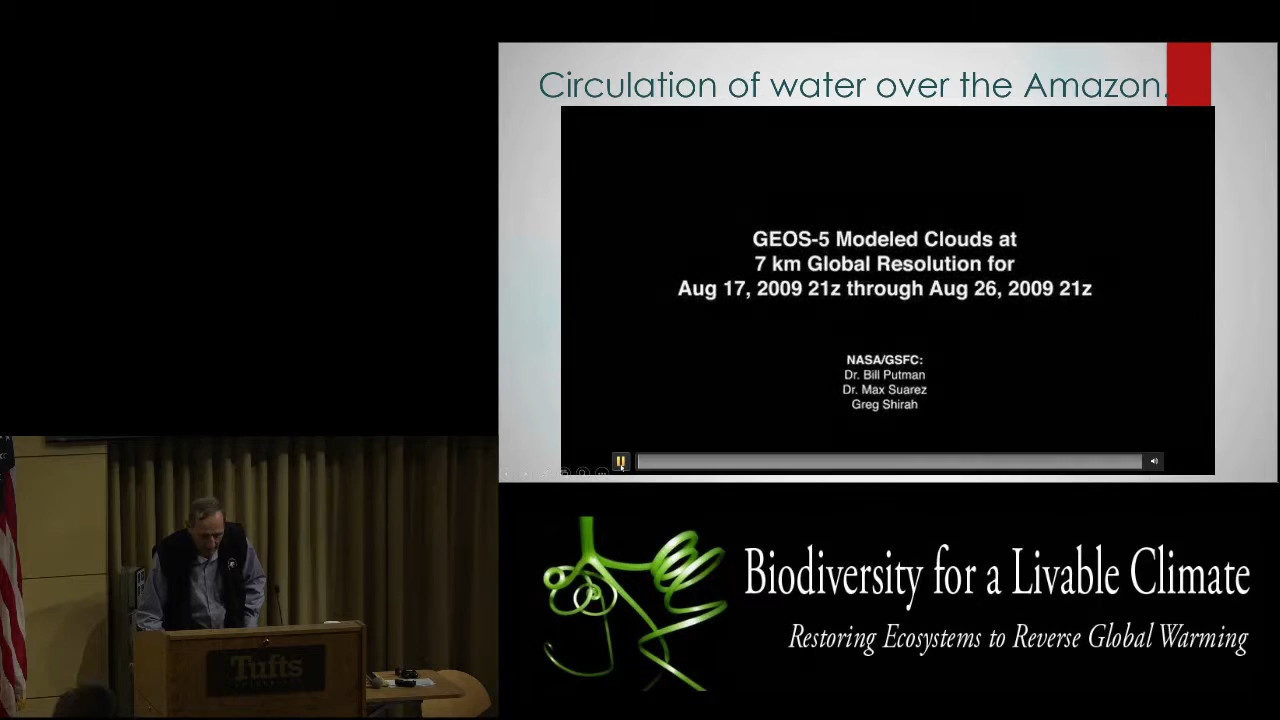 Circulation of water over the Amazon.
GEOS-5 Modeled Clouds at
7 km Global Resolution for
Aug 17, 2009 21z through Aug 26, 2009 21z
NASA/GSFC:
Dr. Bill Putman
Dr. Max Suarez
Greg Shirah
Tufts
Biodiversity for a Livable Climate
Restoring Ecosystems to Reverse Global Warming